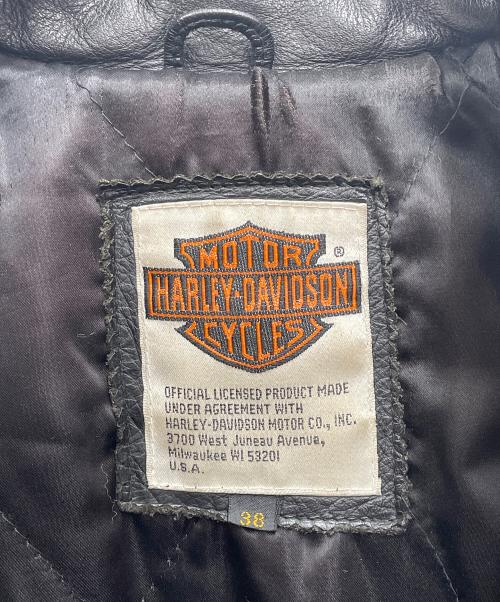 MOTOR
HARLEY-DAVIDSON
CYCLES
®
OFFICIAL LICENSED PRODUCT MADE
UNDER AGREEMENT WITH
HARLEY-DAVIDSON MOTOR CO., INC.
3700 West Juneau Avenue,
Milwaukee WI 53201
U.S.A.
38